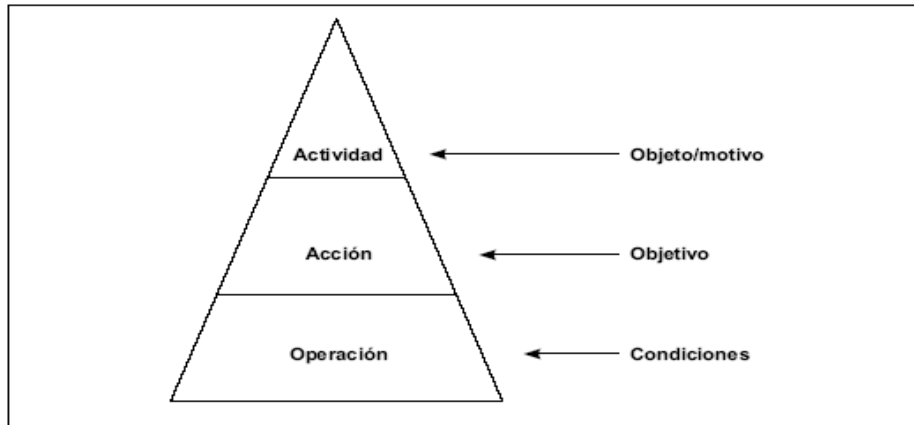 Actividad Objeto/motivo
Acción Objetivo
Operación Condiciones